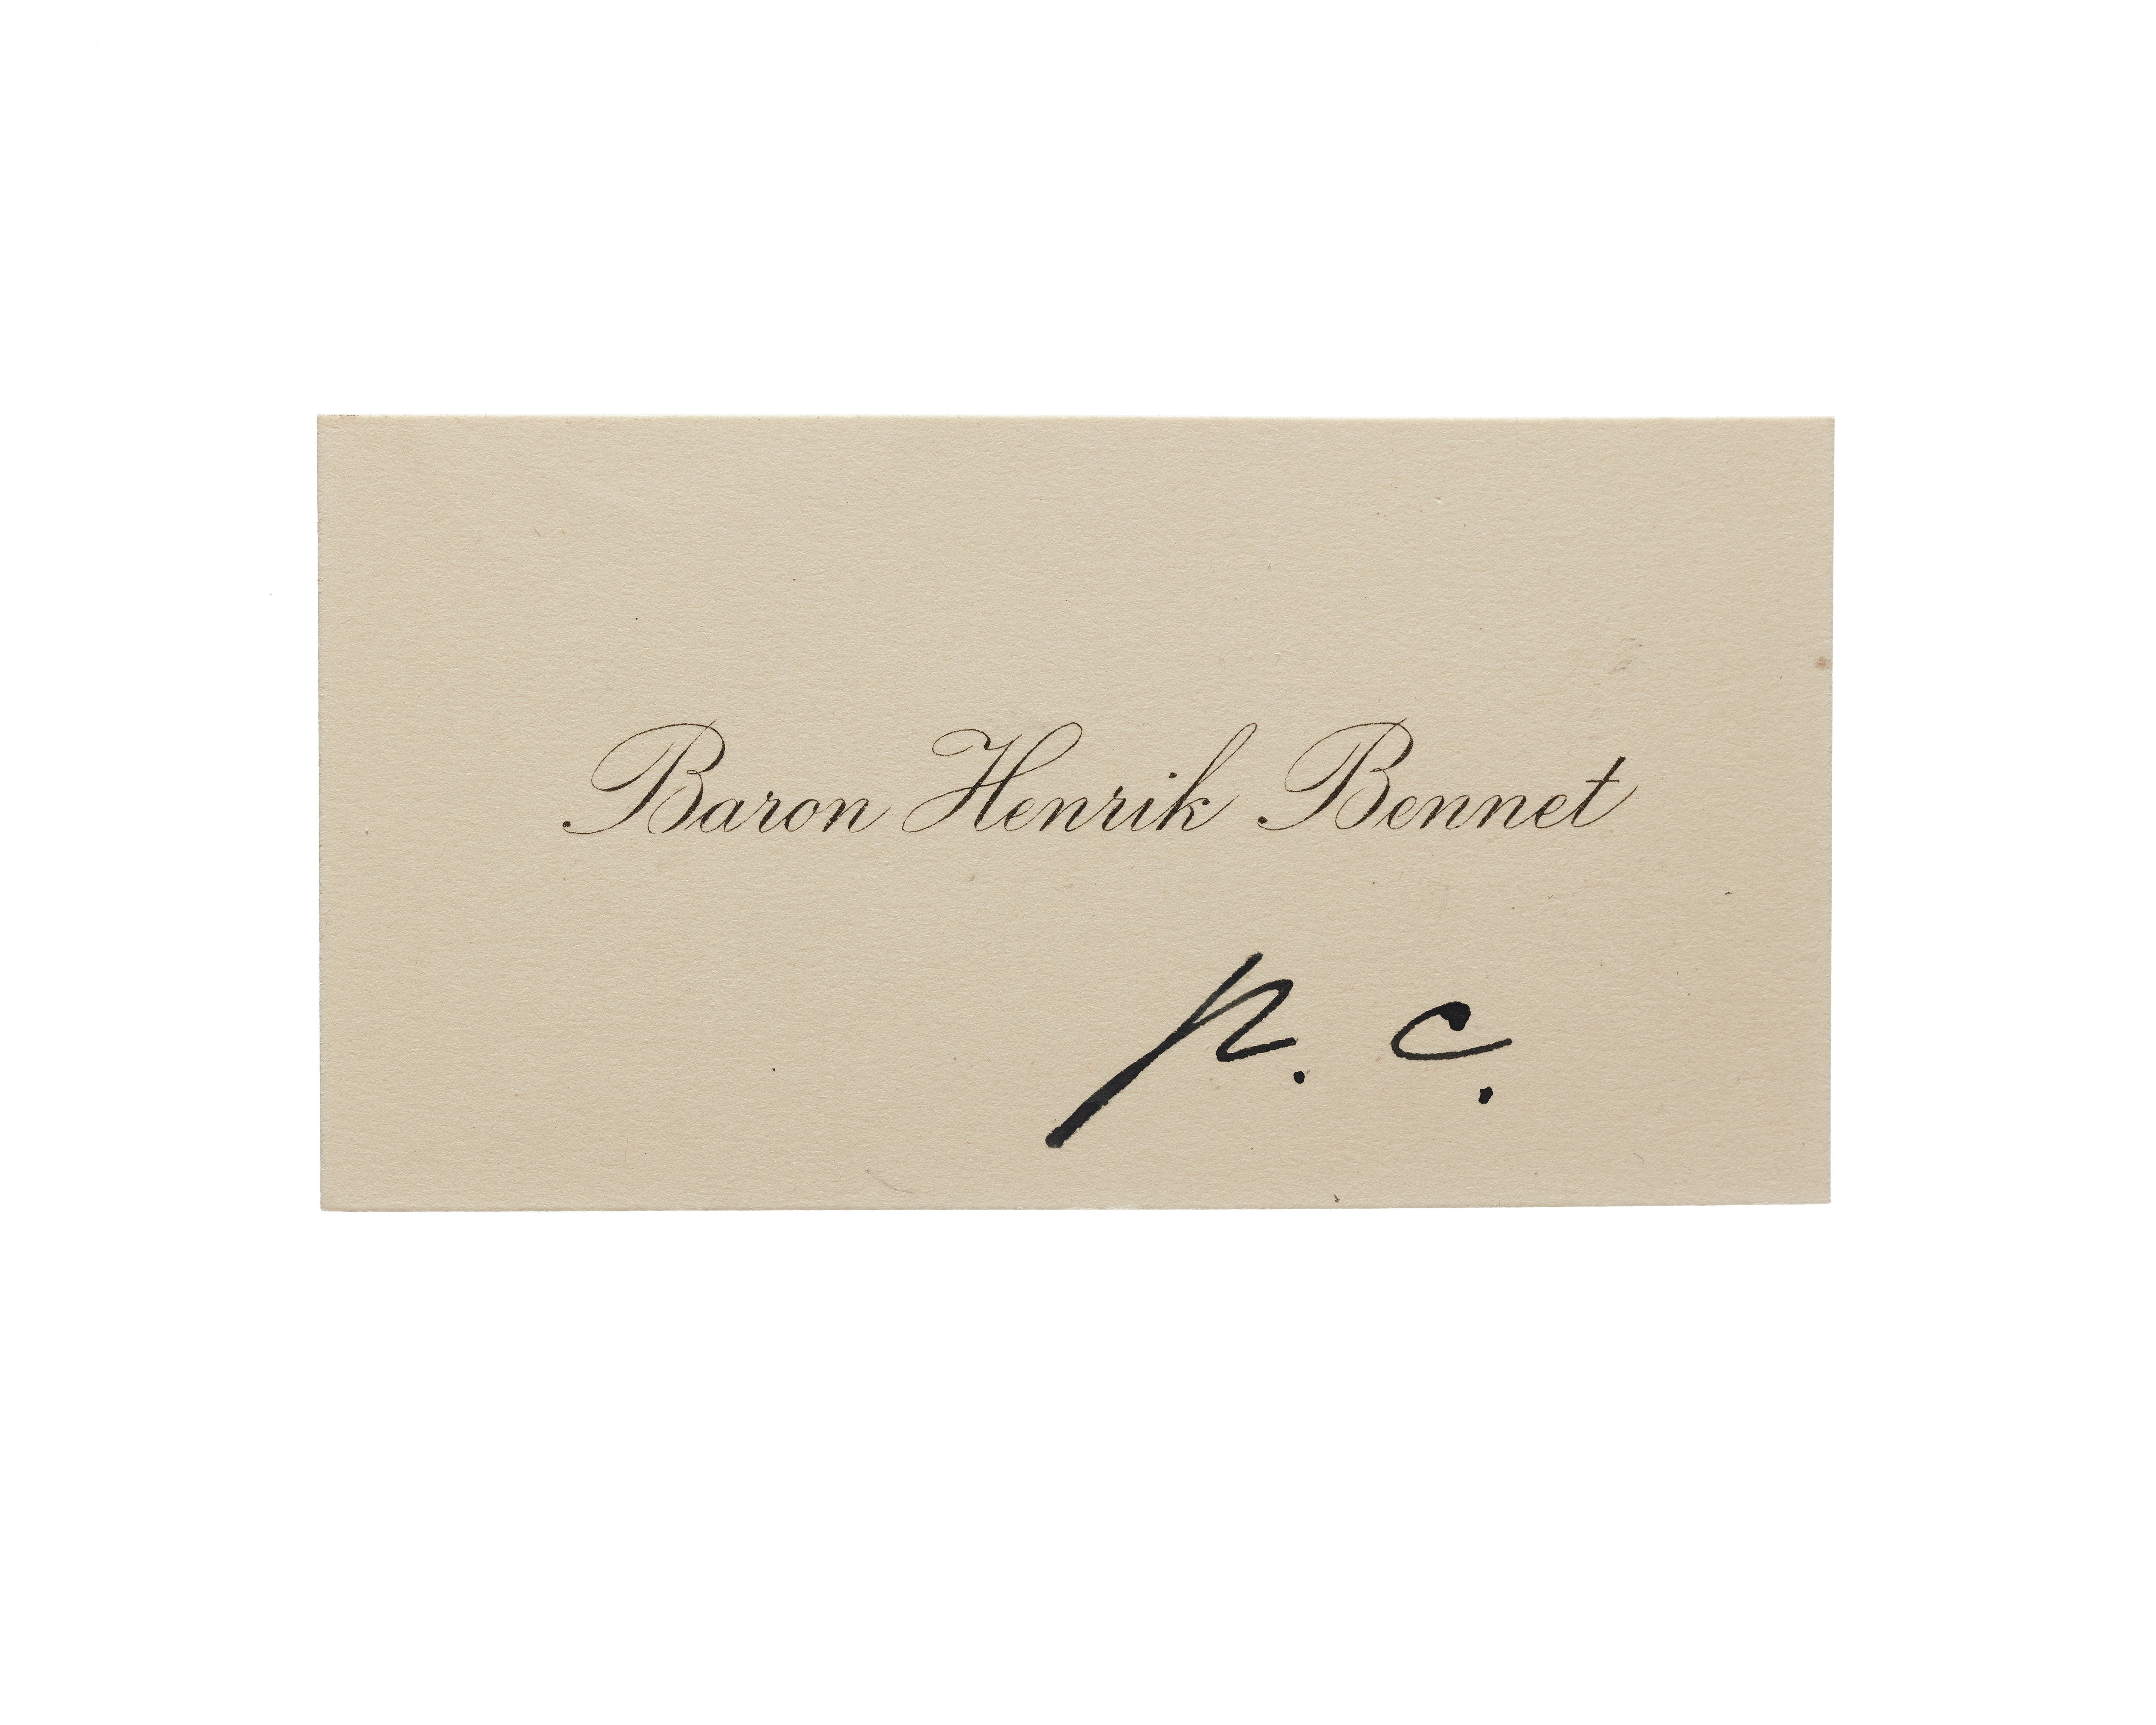 Baron Henrik Bennet
p. c.